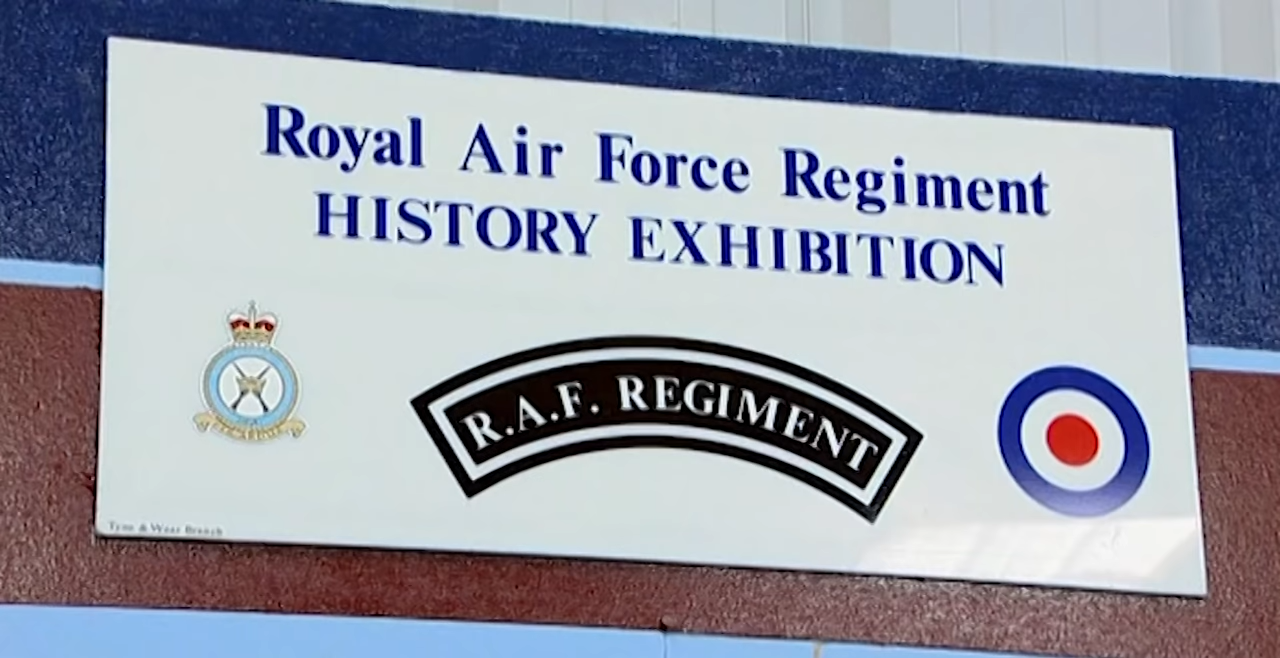 Royal Air Force Regiment
HISTORY EXHIBITION
R.A.F. REGIMENT
Tyne & Wear Branch